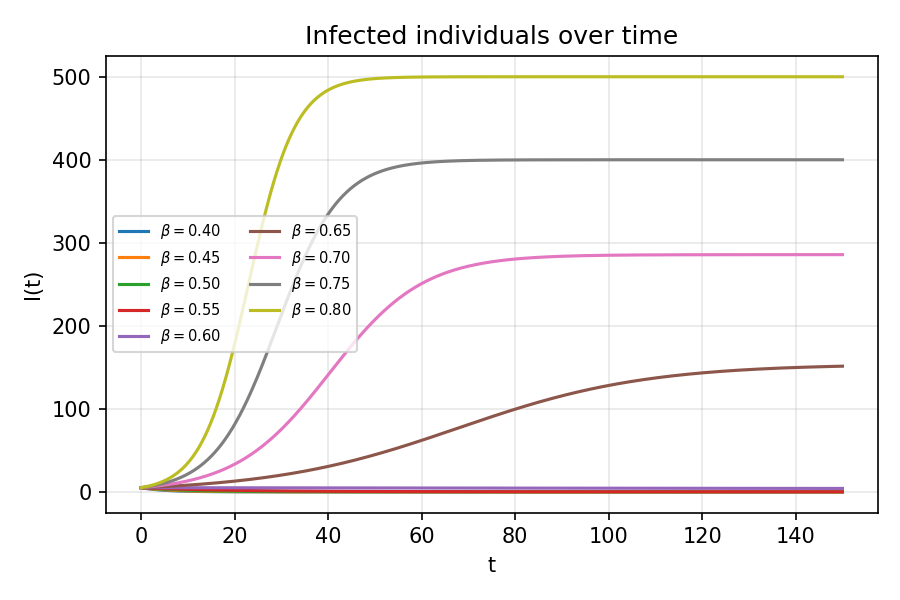 Infected individuals over time
I(t)
500
400
300
200
100
0
β = 0.40
β = 0.45
β = 0.50
β = 0.55
β = 0.60
β = 0.65
β = 0.70
β = 0.75
β = 0.80
0 20 40 60 80 100 120 140
t